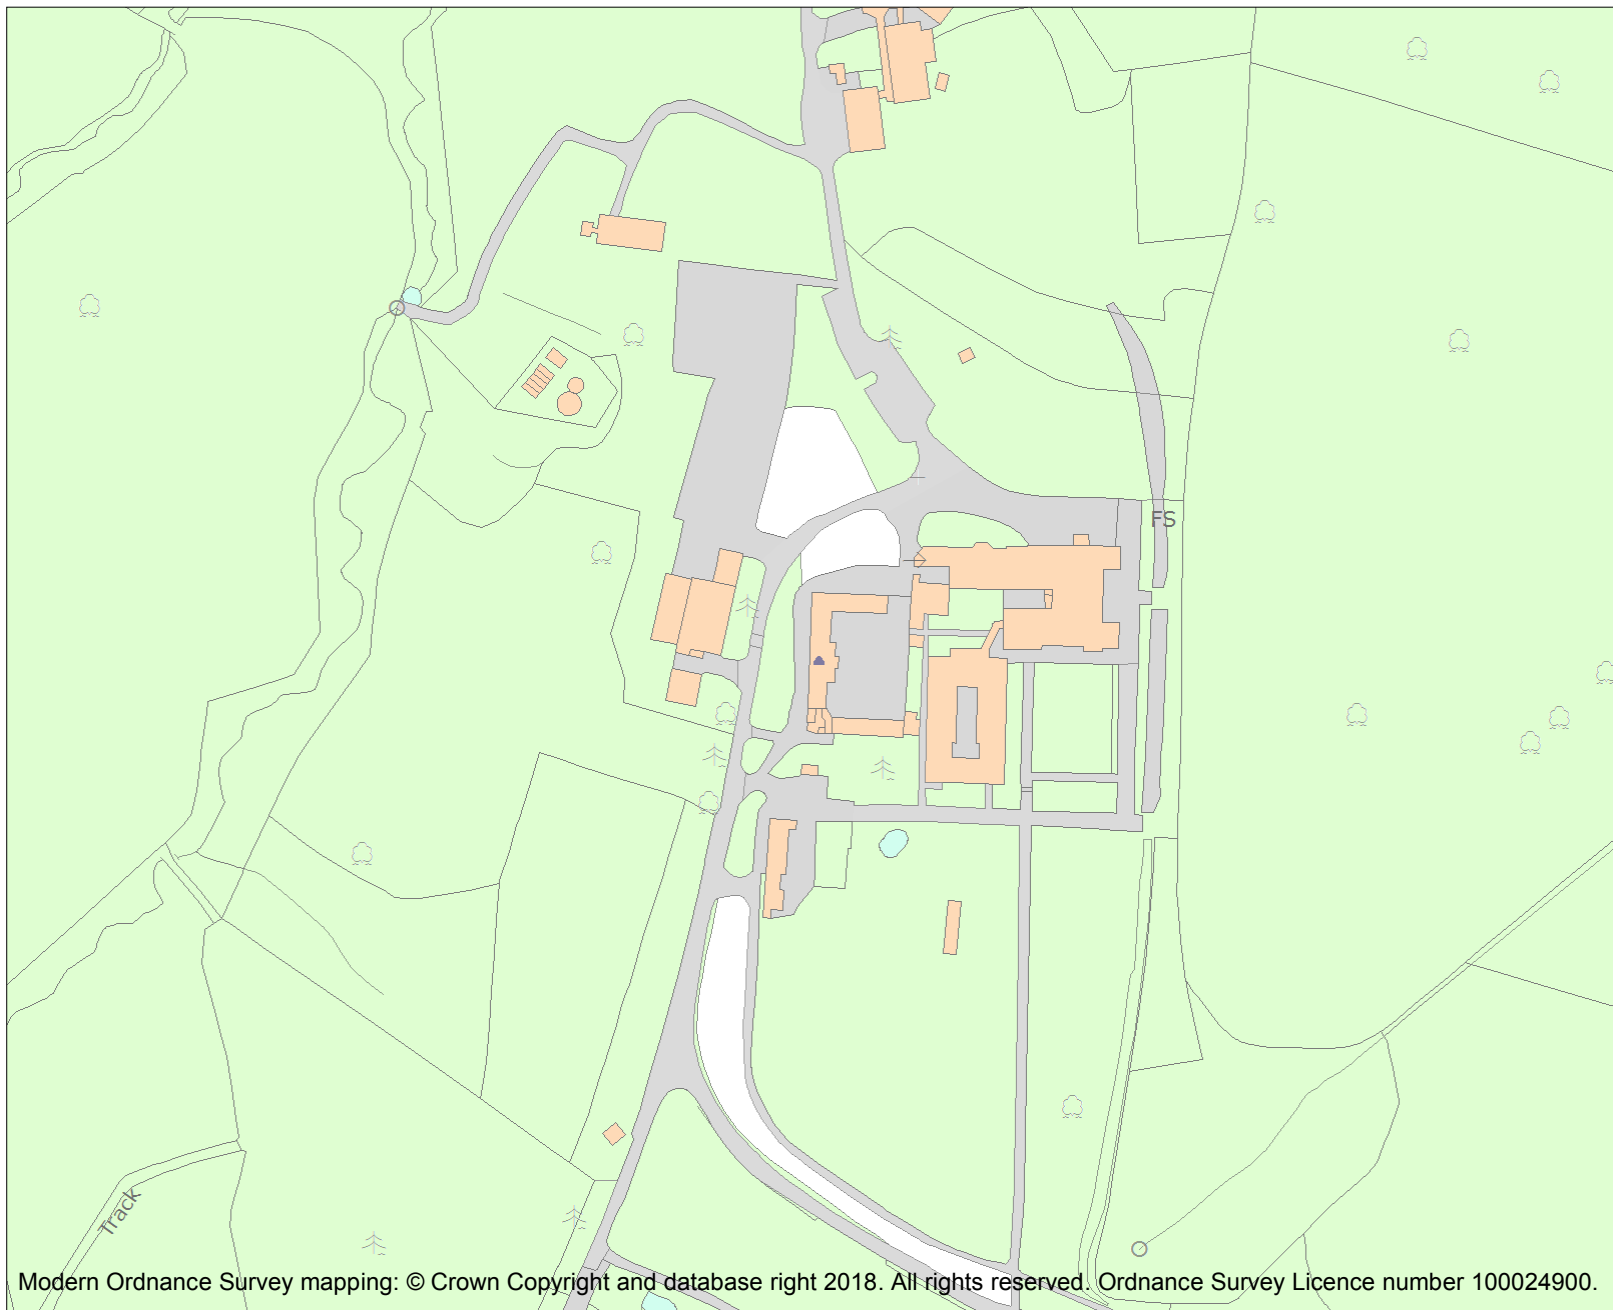 FS
Track
Modern Ordnance Survey mapping: © Crown Copyright and database right 2018. All rights reserved. Ordnance Survey Licence number 100024900.